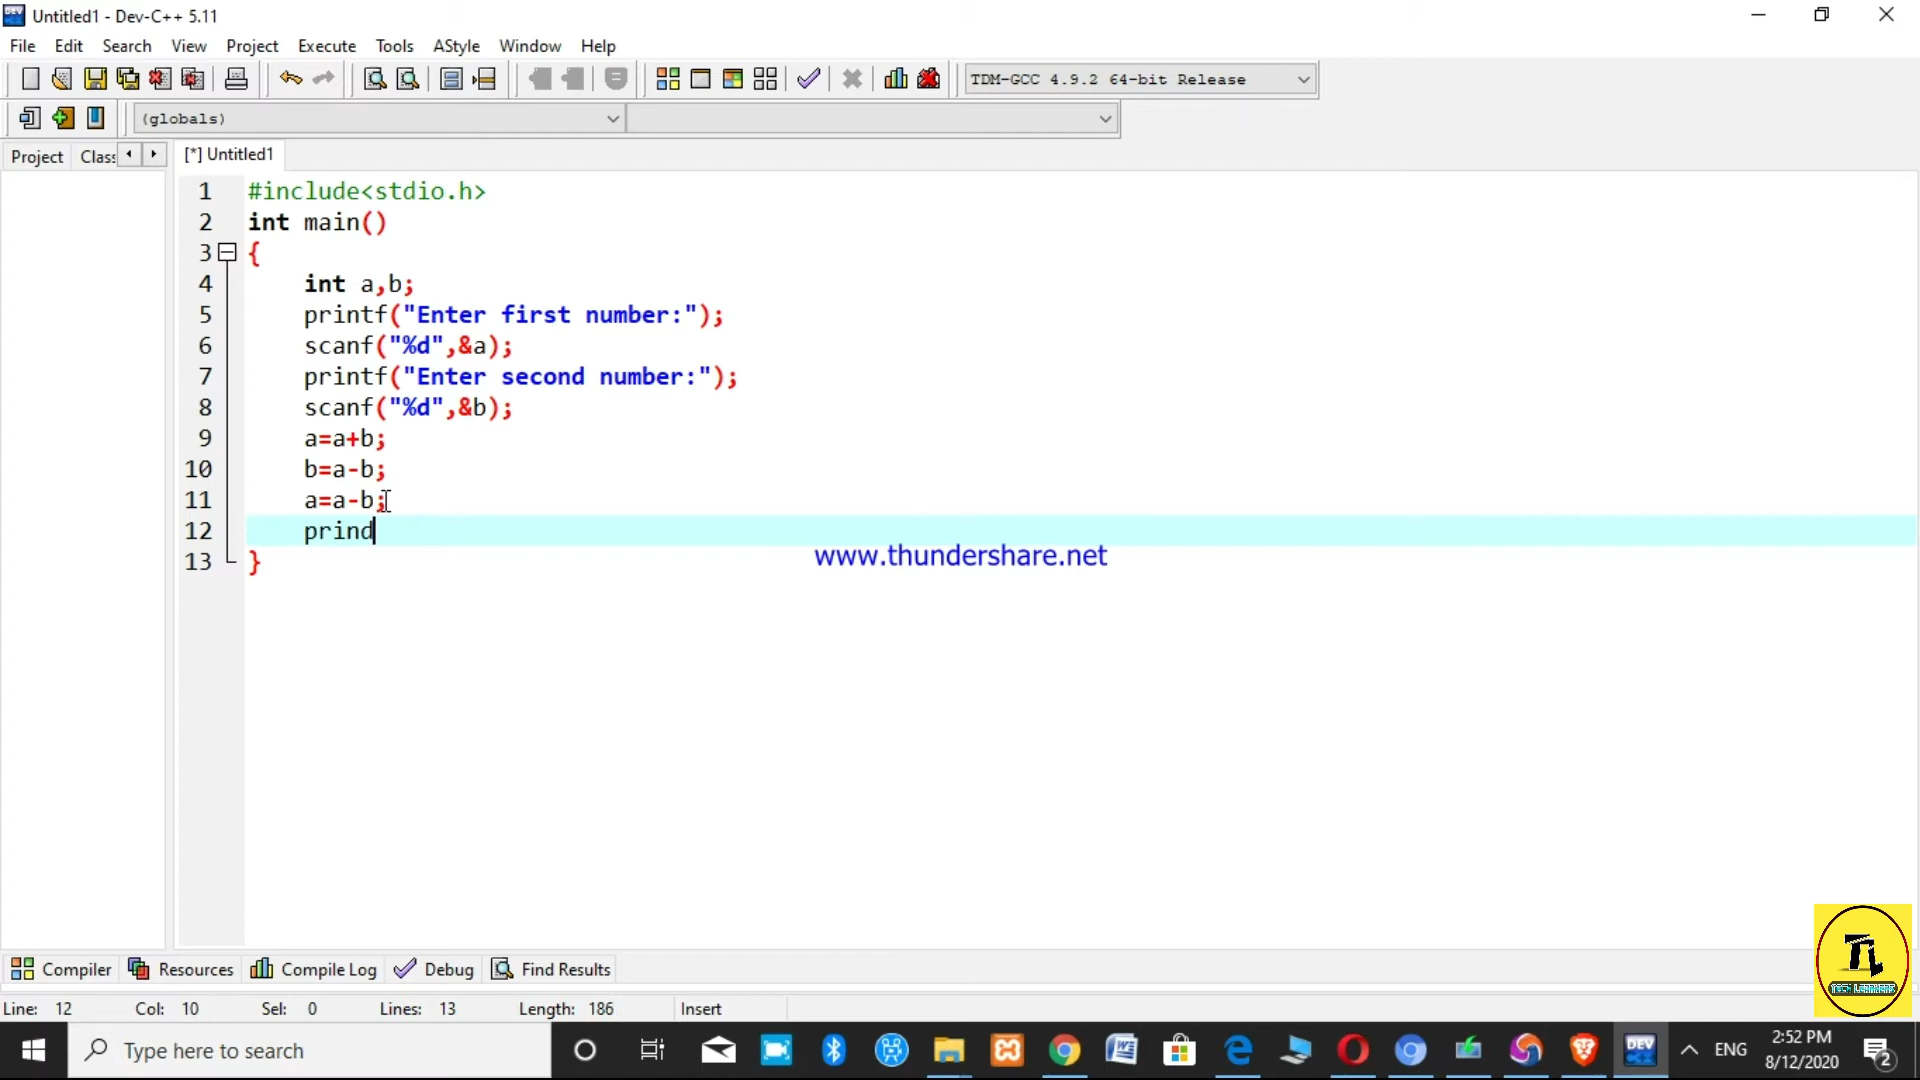 Untitled1 - Dev-C++ 5.11
File Edit Search View Project Execute Tools AStyle Window Help
TDM-GCC 4.9.2 64-bit Release
(globals)
Project Class
[*] Untitled1
1 #include<stdio.h>
2 int main()
3 {
4 int a,b;
5 printf("Enter first number:");
6 scanf("%d",&a);
7 printf("Enter second number:");
8 scanf("%d",&b);
9 a=a+b;
10 b=a-b;
11 a=a-b;
12 prind
13 }
www.thundershare.net
TECH LEARNERS
Compiler Resources Compile Log Debug Find Results
Line: 12 Col: 10 Sel: 0 Lines: 13 Length: 186 Insert
Type here to search
DEV
ENG
2:52 PM
8/12/2020
2